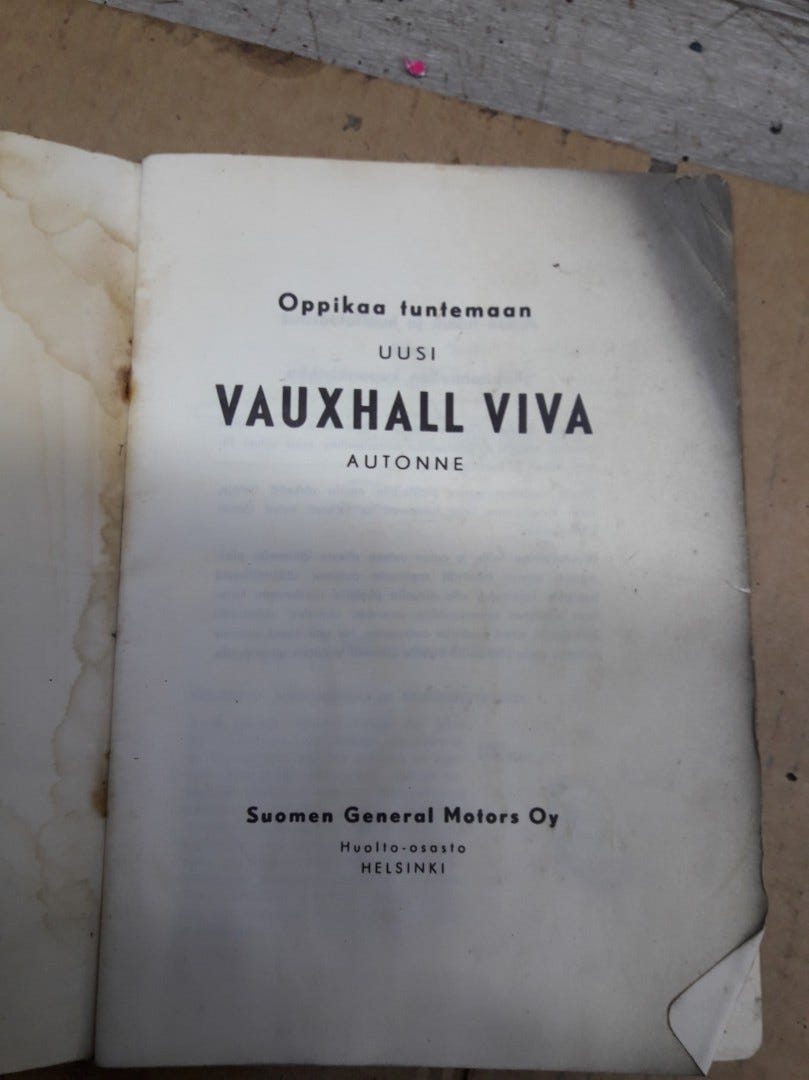 Oppikaa tuntemaan
UUSI
VAUXHALL VIVA
AUTONNE
Suomen General Motors Oy
Huolto-osasto
HELSINKI